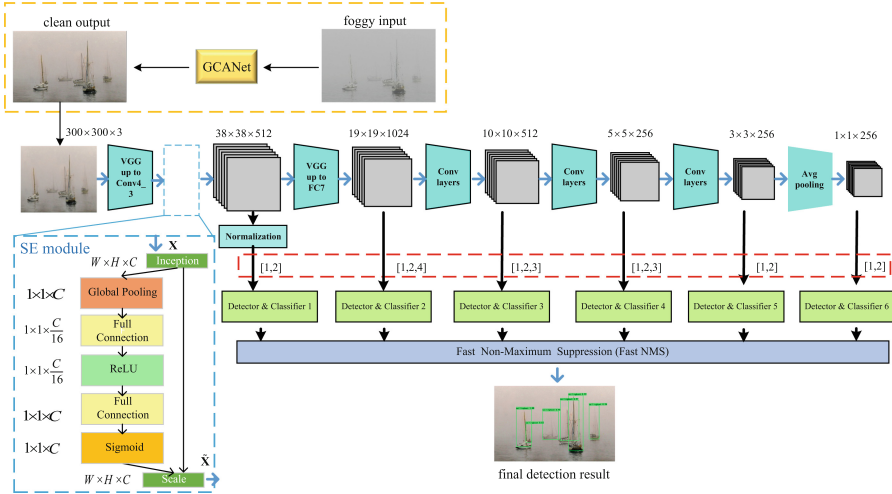 clean output
foggy input
GCANet
300×300×3
38×38×512
19×19×1024
10×10×512
5×5×256
3×3×256
1×1×256
VGG
up to
Conv4_
3
VGG
up to
FC7
Conv
layers
Conv
layers
Conv
layers
Avg
pooling
Normalization
[1,2]
[1,2,4]
[1,2,3]
[1,2,3]
[1,2]
[1,2]
Detector & Classifier 1
Detector & Classifier 2
Detector & Classifier 3
Detector & Classifier 4
Detector & Classifier 5
Detector & Classifier 6
Fast Non-Maximum Suppression (Fast NMS)
final detection result
SE module
X
W×H×C
Inception
1×1×C
Global Pooling
1×1×C/16
Full
Connection
1×1×C/16
ReLU
1×1×C
Full
Connection
1×1×C
Sigmoid
X̃
W×H×C
Scale